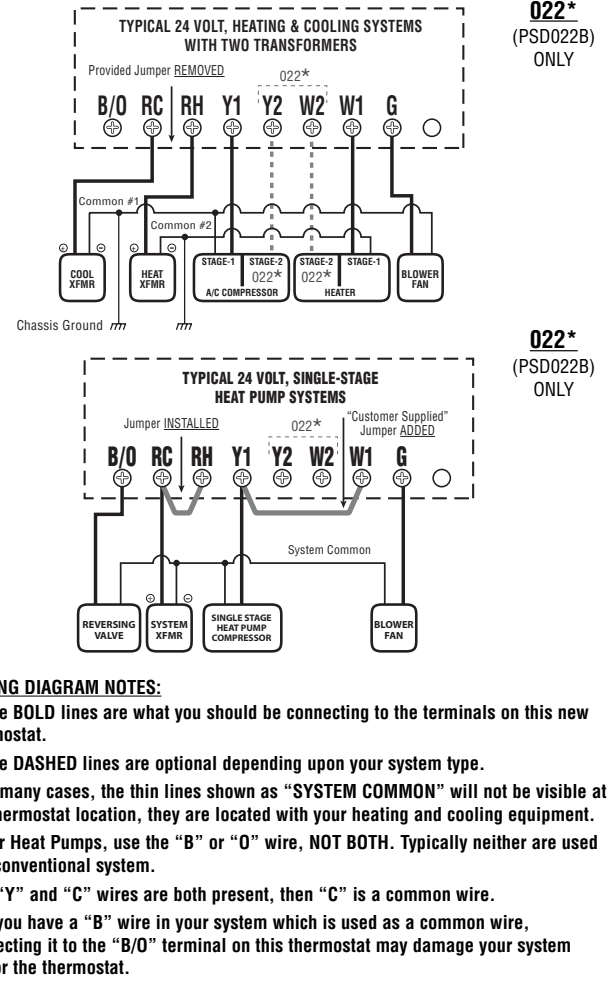 TYPICAL 24 VOLT, HEATING & COOLING SYSTEMS
WITH TWO TRANSFORMERS
022*
(PSD022B)
ONLY
Provided Jumper REMOVED
022*
B/O RC RH Y1 Y2 W2 W1 G
Common #1
Common #2
COOL
XFMR
HEAT
XFMR
STAGE-1 STAGE-2
022*
A/C COMPRESSOR
STAGE-2 STAGE-1
022*
HEATER
BLOWER
FAN
Chassis Ground
022*
(PSD022B)
ONLY
TYPICAL 24 VOLT, SINGLE-STAGE
HEAT PUMP SYSTEMS
Jumper INSTALLED
022*
“Customer Supplied”
Jumper ADDED
B/O RC RH Y1 Y2 W2 W1 G
System Common
REVERSING
VALVE
SYSTEM
XFMR
SINGLE STAGE
HEAT PUMP
COMPRESSOR
BLOWER
FAN
NG DIAGRAM NOTES:
e BOLD lines are what you should be connecting to the terminals on this new
nostat.
e DASHED lines are optional depending upon your system type.
many cases, the thin lines shown as “SYSTEM COMMON” will not be visible at
hermostat location, they are located with your heating and cooling equipment.
r Heat Pumps, use the “B” or “O” wire, NOT BOTH. Typically neither are used
conventional system.
“Y” and “C” wires are both present, then “C” is a common wire.
you have a “B” wire in your system which is used as a common wire,
ecting it to the “B/O” terminal on this thermostat may damage your system
or the thermostat.